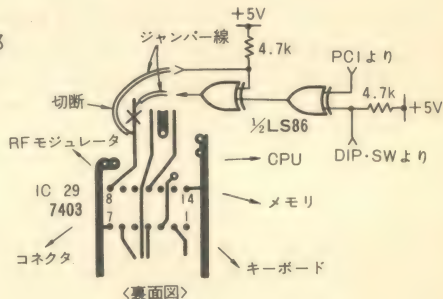 3
+5V
ジャンパー線
4.7k
PCIより
4.7k
切断
+5V
½LS86
RFモジュレータ
CPU
DIP・SWより
IC 29
7403
8
14
メモリ
7
1
コネクタ
キーボード
〈裏面図〉